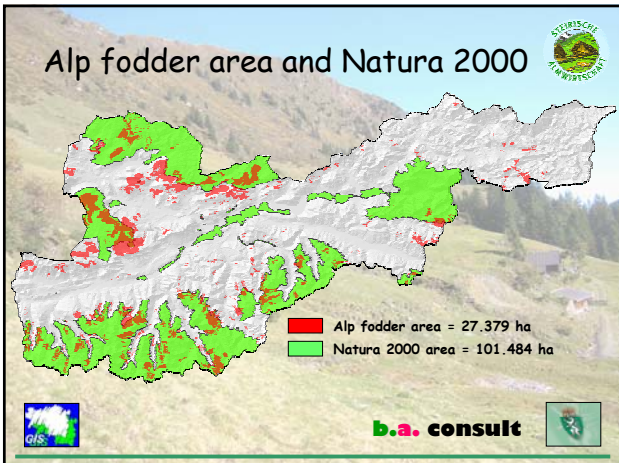 Alp fodder area and Natura 2000
STEIRISCHE
ALMWIRTSCHAFT
Alp fodder area = 27.379 ha
Natura 2000 area = 101.484 ha
GIS
b.a. consult